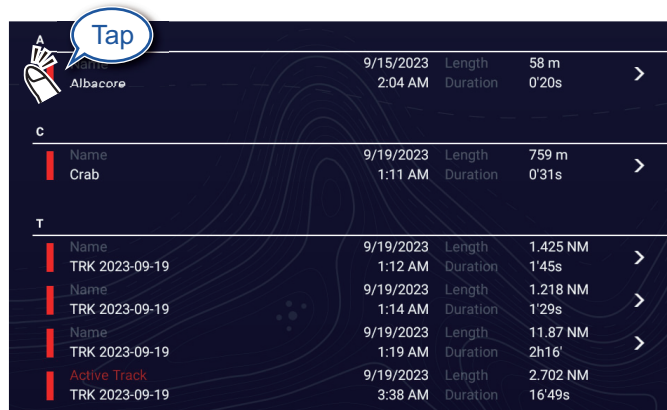 Tap
A
Name 9/15/2023 Length 58 m
Albacore 2:04 AM Duration 0'20s
C
Name 9/19/2023 Length 759 m
Crab 1:11 AM Duration 0'31s
T
Name 9/19/2023 Length 1.425 NM
TRK 2023-09-19 1:12 AM Duration 1'45s
Name 9/19/2023 Length 1.218 NM
TRK 2023-09-19 1:14 AM Duration 1'29s
Name 9/19/2023 Length 11.87 NM
TRK 2023-09-19 1:19 AM Duration 2h16'
Active Track 9/19/2023 Length 2.702 NM
TRK 2023-09-19 3:38 AM Duration 16'49s